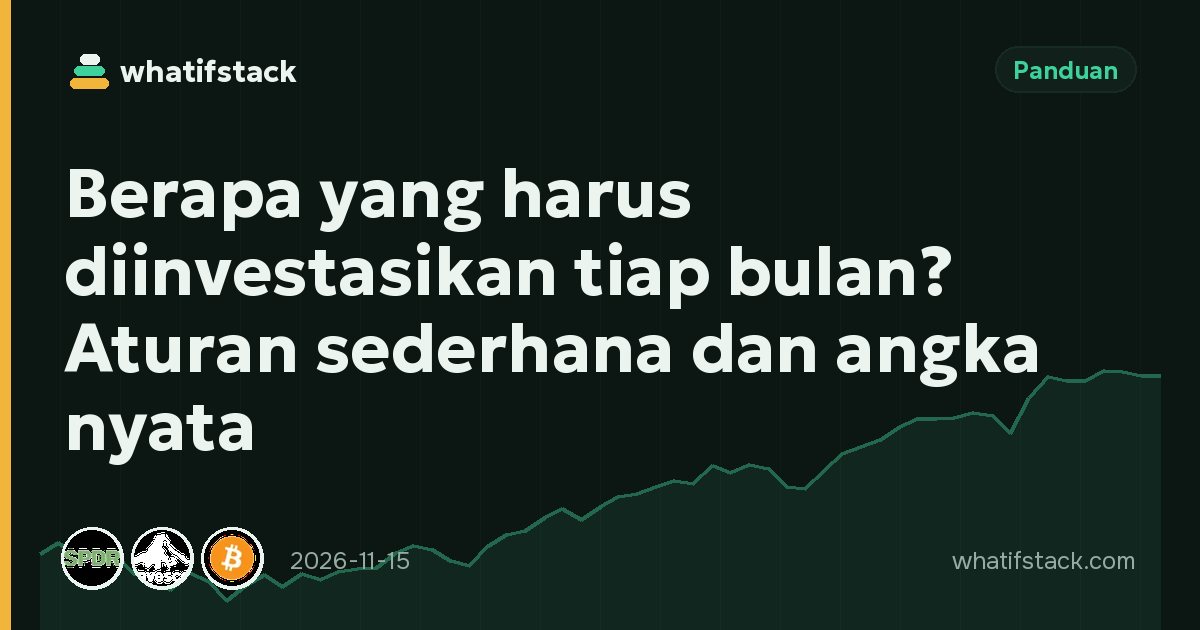 whatifstack
Panduan
Berapa yang harus
diinvestasikan tiap bulan?
Aturan sederhana dan angka
nyata
SPDR
2026-11-15
whatifstack.com